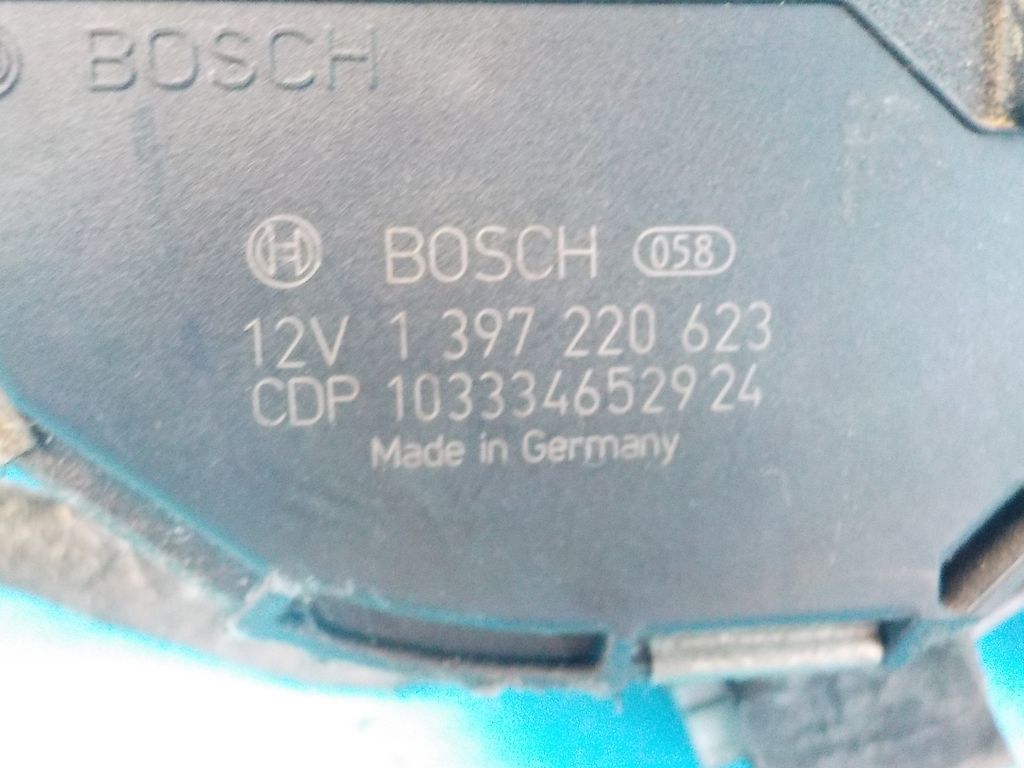 BOSCH
BOSCH 058
12V 1 397 220 623
CDP 1033346529 24
Made in Germany